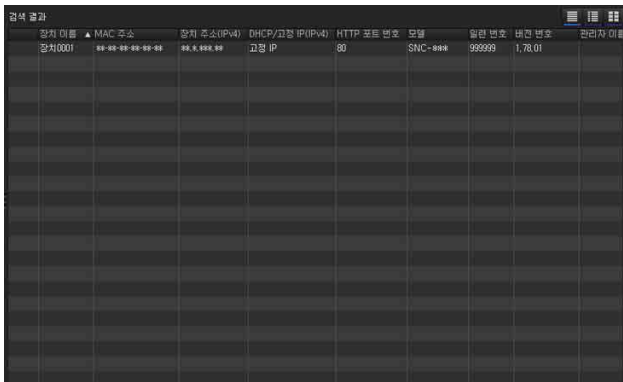 검색 결과
장치 이름 ▲ MAC 주소 장치 주소(IPv4) DHCP/고정 IP(IPv4) HTTP 포트 번호 모델 일련 번호 버전 번호 관리자 이름
장치0001 **-**-**-**-**-** **.*.***.** 고정 IP 80 SNC-*** 999999 1.78.01